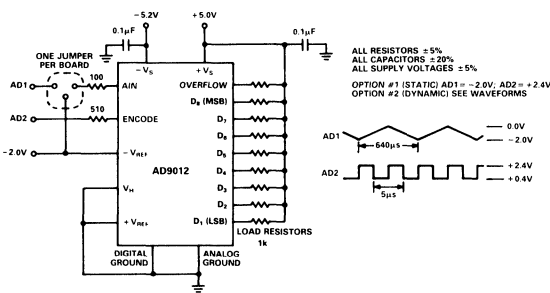 −5.2V
+5.0V
0.1μF
0.1μF
ONE JUMPER
PER BOARD
−VS
+VS
AD1
100
AIN
OVERFLOW
D8 (MSB)
AD2
510
ENCODE
D7
D6
−2.0V
−VREF
D5
AD9012
D4
VH
D3
D2
+VREF
D1 (LSB)
LOAD RESISTORS
1k
DIGITAL
GROUND
ANALOG
GROUND
ALL RESISTORS ±5%
ALL CAPACITORS ±20%
ALL SUPPLY VOLTAGES ±5%
OPTION #1 (STATIC) AD1 = −2.0V; AD2 = +2.4V
OPTION #2 (DYNAMIC) SEE WAVEFORMS
AD1
0.0V
−2.0V
640μs
AD2
+2.4V
+0.4V
5μs